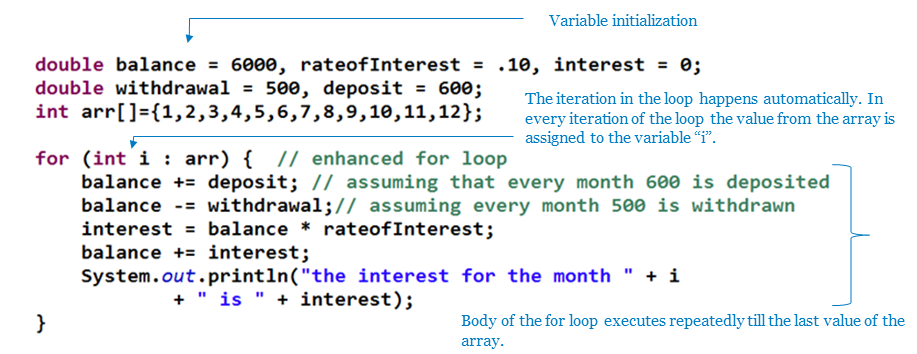 Variable initialization
double balance = 6000, rateofInterest = .10, interest = 0;
double withdrawal = 500, deposit = 600;
int arr[]={1,2,3,4,5,6,7,8,9,10,11,12};
The iteration in the loop happens automatically. In
every iteration of the loop the value from the array is
assigned to the variable “i”.
for (int i : arr) {  // enhanced for loop
    balance += deposit; // assuming that every month 600 is deposited
    balance -= withdrawal;// assuming every month 500 is withdrawn
    interest = balance * rateofInterest;
    balance += interest;
    System.out.println("the interest for the month " + i
            + " is " + interest);
}
Body of the for loop executes repeatedly till the last value of the
array.